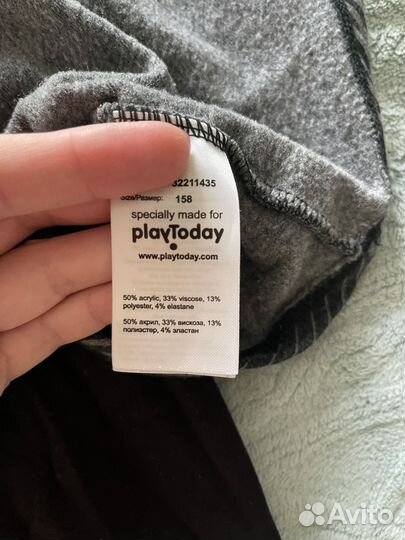 32211435
Size/Размер: 158
specially made for
playToday
www.playtoday.com
50% acrylic, 33% viscose, 13%
polyester, 4% elastane
50% акрил, 33% вискоза, 13%
полиэстер, 4% эластан
Avito